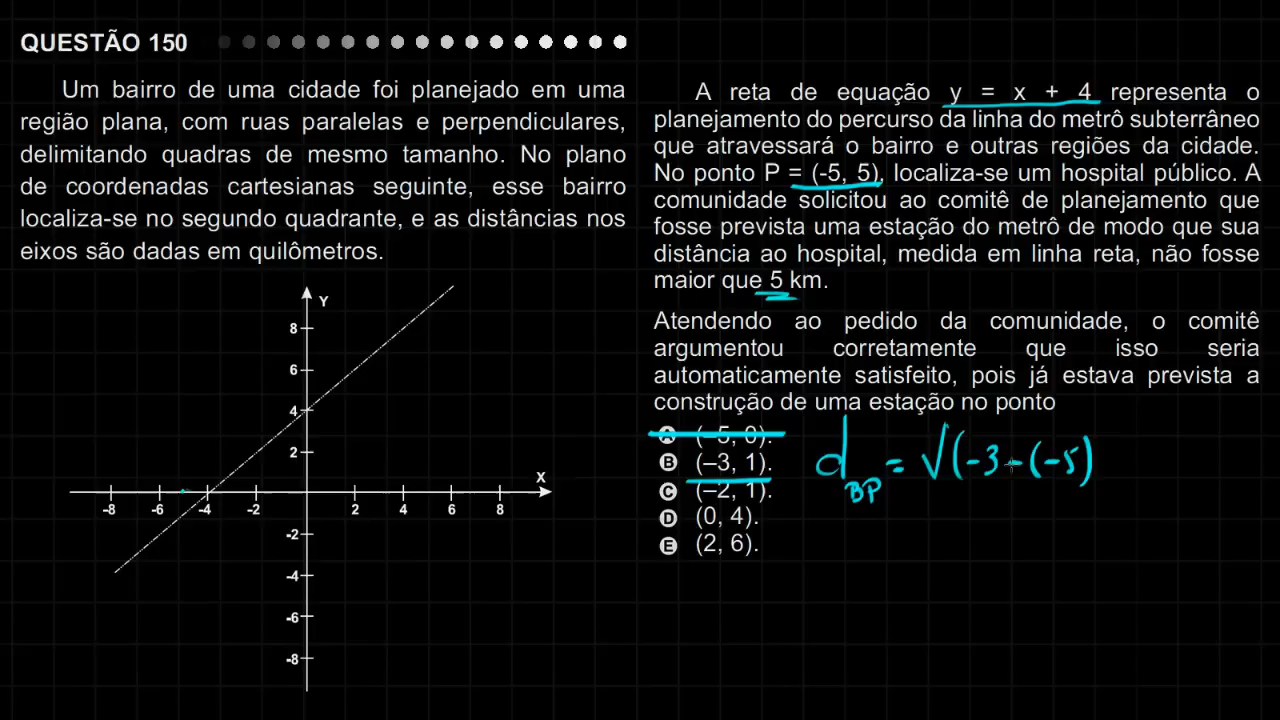 QUESTÃO 150
Um bairro de uma cidade foi planejado em uma
região plana, com ruas paralelas e perpendiculares,
delimitando quadras de mesmo tamanho. No plano
de coordenadas cartesianas seguinte, esse bairro
localiza-se no segundo quadrante, e as distâncias nos
eixos são dadas em quilômetros.
Y
8
6
4
2
X
-8 -6 -4 -2 2 4 6 8
-2
-4
-6
-8
A reta de equação y = x + 4 representa o
planejamento do percurso da linha do metrô subterrâneo
que atravessará o bairro e outras regiões da cidade.
No ponto P = (-5, 5), localiza-se um hospital público. A
comunidade solicitou ao comitê de planejamento que
fosse prevista uma estação do metrô de modo que sua
distância ao hospital, medida em linha reta, não fosse
maior que 5 km.
Atendendo ao pedido da comunidade, o comitê
argumentou corretamente que isso seria
automaticamente satisfeito, pois já estava prevista a
construção de uma estação no ponto
A (–5, 0).
B (–3, 1).
C (–2, 1).
D (0, 4).
E (2, 6).
d BP = √(-3-(-5)